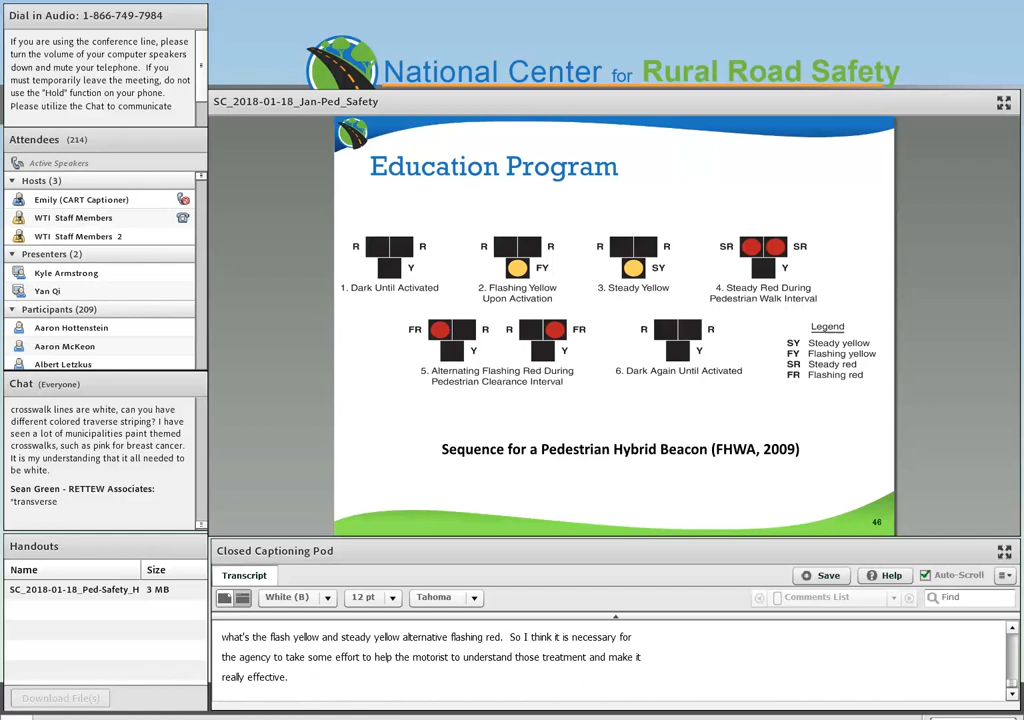 Dial in Audio: 1-866-749-7984
If you are using the conference line, please
turn the volume of your computer speakers
down and mute your telephone. If you
must temporarily leave the meeting, do not
use the "Hold" function on your phone.
Please utilize the Chat to communicate
National Center for Rural Road Safety
SC_2018-01-18_Jan-Ped_Safety
Attendees (214)
Active Speakers
Hosts (3)
Emily (CART Captioner)
WTI Staff Members
WTI Staff Members 2
Presenters (2)
Kyle Armstrong
Yan Qi
Participants (209)
Aaron Hottenstein
Aaron McKeon
Albert Letzkus
Chat (Everyone)
crosswalk lines are white, can you have
different colored traverse striping? I have
seen a lot of municipalities paint themed
crosswalks, such as pink for breast cancer.
It is my understanding that it all needed to
be white.
Sean Green - RETTEW Associates:
*transverse
Handouts
Name Size
SC_2018-01-18_Ped-Safety_H 3 MB
Download File(s)
Education Program
R R
Y
1. Dark Until Activated
R R
FY
2. Flashing Yellow
Upon Activation
R R
SY
3. Steady Yellow
SR SR
Y
4. Steady Red During
Pedestrian Walk Interval
FR R R FR
Y Y
5. Alternating Flashing Red During
Pedestrian Clearance Interval
R R
Y
6. Dark Again Until Activated
Legend
SY Steady yellow
FY Flashing yellow
SR Steady red
FR Flashing red
Sequence for a Pedestrian Hybrid Beacon (FHWA, 2009)
46
Closed Captioning Pod
Transcript
Save Help Auto-Scroll
White (B) 12 pt Tahoma Comments List Find
what's the flash yellow and steady yellow alternative flashing red. So I think it is necessary for
the agency to take some effort to help the motorist to understand those treatment and make it
really effective.